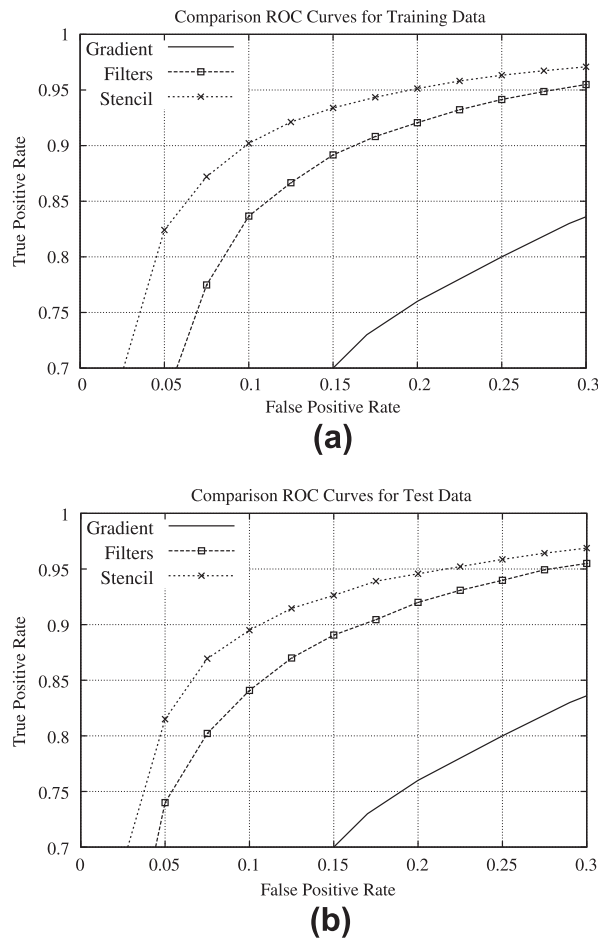 Comparison ROC Curves for Training Data
1
Gradient
Filters
Stencil
0.95
0.9
0.85
0.8
0.75
0.7
True Positive Rate
0
0.05
0.1
0.15
0.2
0.25
0.3
False Positive Rate
(a)
Comparison ROC Curves for Test Data
1
Gradient
Filters
Stencil
0.95
0.9
0.85
0.8
0.75
0.7
True Positive Rate
0
0.05
0.1
0.15
0.2
0.25
0.3
False Positive Rate
(b)